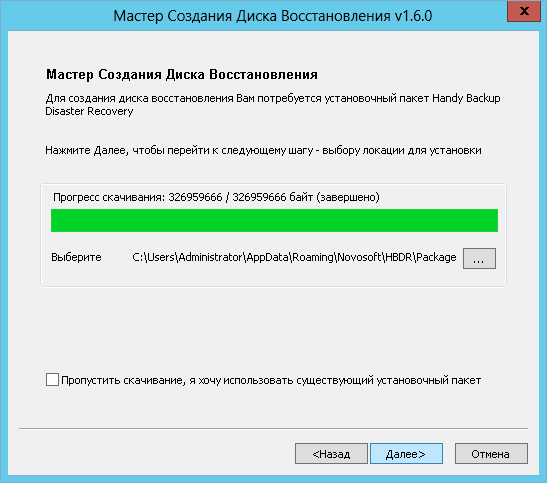 Мастер Создания Диска Восстановления v1.6.0
x
Мастер Создания Диска Восстановления
Для создания диска восстановления Вам потребуется установочный пакет Handy Backup
Disaster Recovery
Нажмите Далее, чтобы перейти к следующему шагу - выбору локации для установки
Прогресс скачивания: 326959666 / 326959666 байт (завершено)
Выберите C:\Users\Administrator\AppData\Roaming\Novosoft\HBDR\Package ...
Пропустить скачивание, я хочу использовать существующий установочный пакет
<Назад Далее> Отмена